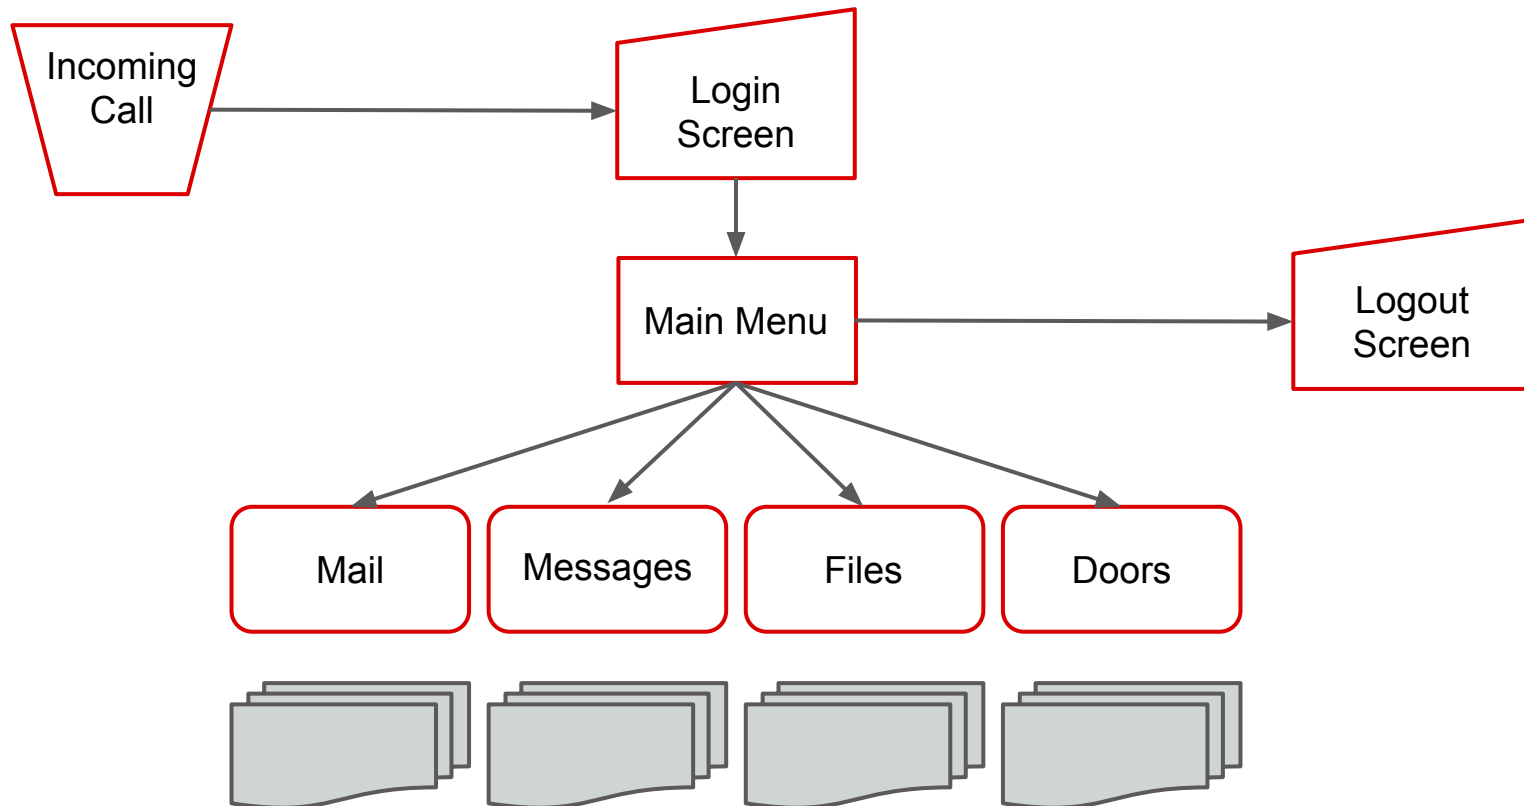 Incoming
Call
Login
Screen
Main Menu
Logout
Screen
Mail
Messages
Files
Doors